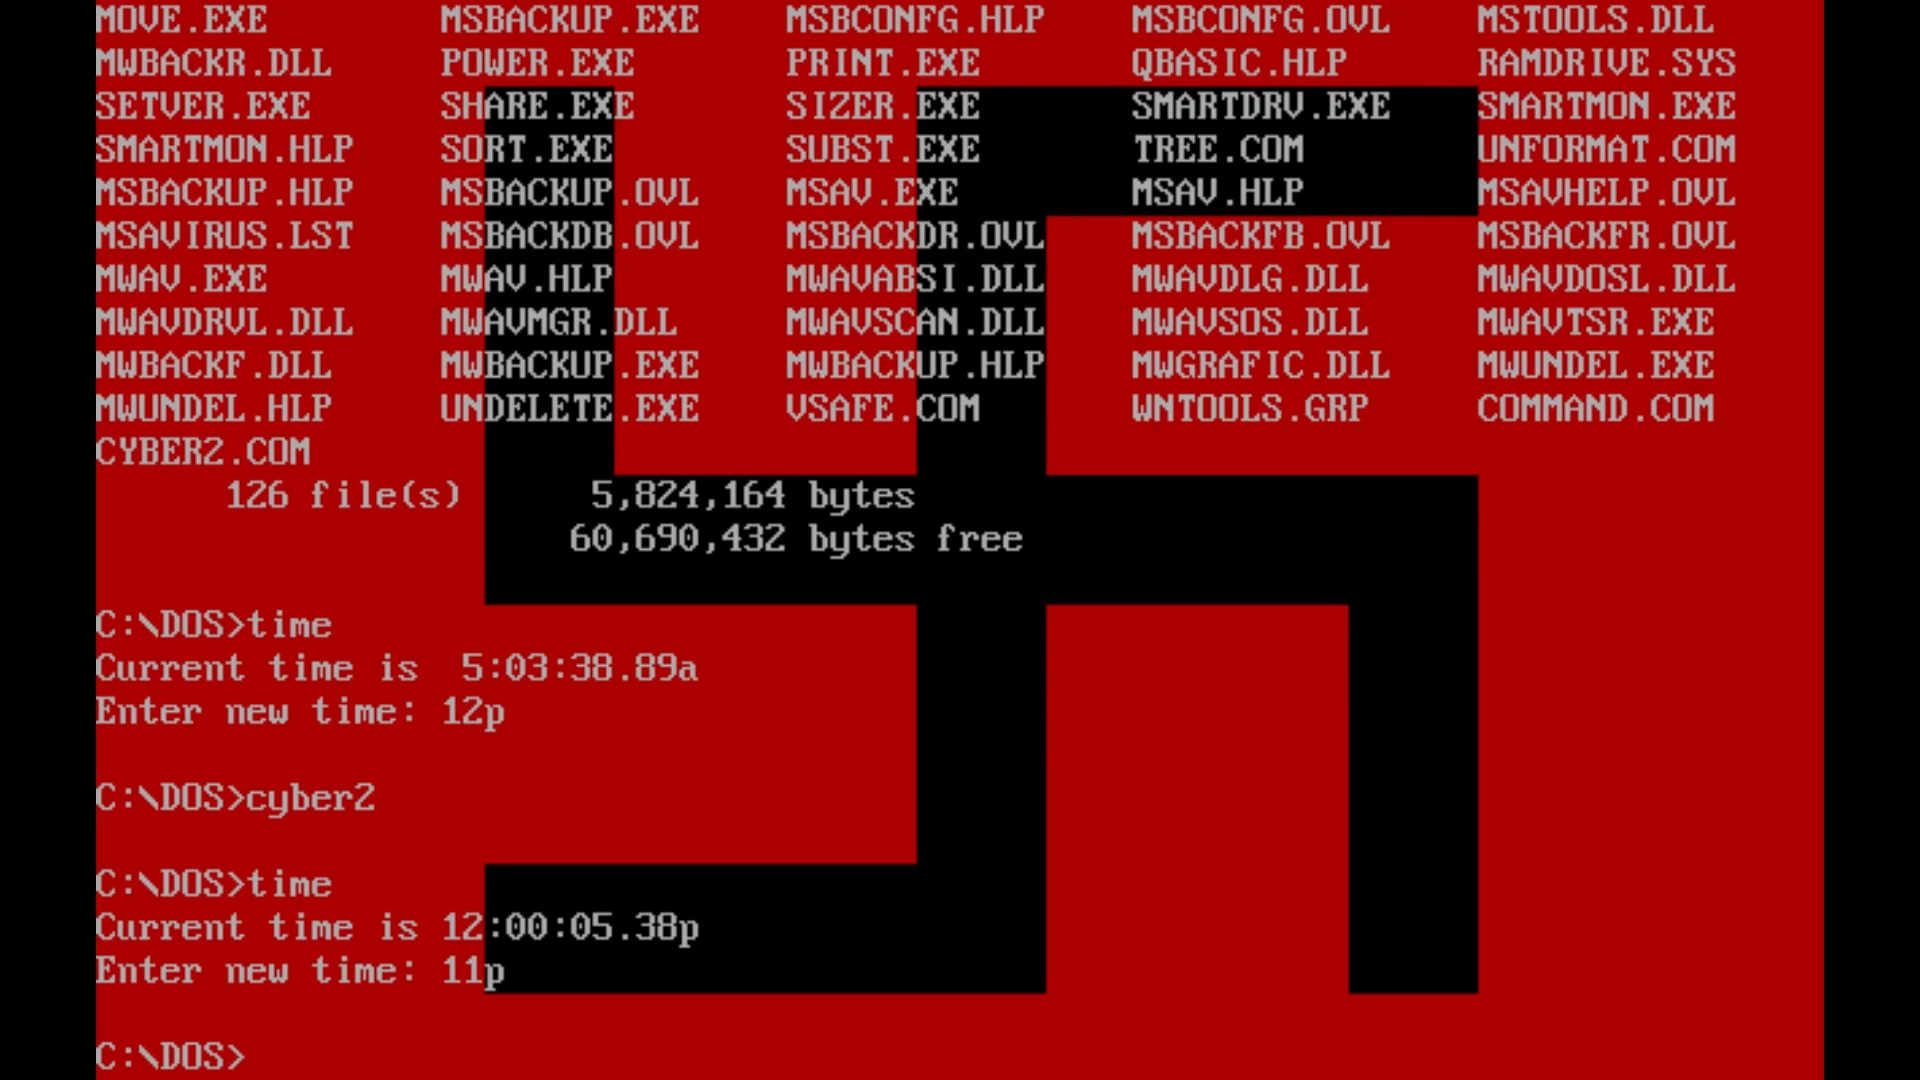 MOVE.EXE MSBACKUP.EXE MSBCONFG.HLP MSBCONFG.OVL MSTOOLS.DLL
MWBACKR.DLL POWER.EXE PRINT.EXE QBASIC.HLP RAMDRIVE.SYS
SETVER.EXE SHARE.EXE SIZER.EXE SMARTDRV.EXE SMARTMON.EXE
SMARTMON.HLP SORT.EXE SUBST.EXE TREE.COM UNFORMAT.COM
MSBACKUP.HLP MSBACKUP.OVL MSAV.EXE MSAV.HLP MSAVHELP.OVL
MSAVIRUS.LST MSBACKDB.OVL MSBACKDR.OVL MSBACKFB.OVL MSBACKFR.OVL
MWAV.EXE MWAV.HLP MWAVABSI.DLL MWAVDLG.DLL MWAVDOSL.DLL
MWAVDRVL.DLL MWAVMGR.DLL MWAVSCAN.DLL MWAVSOS.DLL MWAVTSR.EXE
MWBACKF.DLL MWBACKUP.EXE MWBACKUP.HLP MWGRAFIC.DLL MWUNDEL.EXE
MWUNDEL.HLP UNDELETE.EXE VSAFE.COM WNTOOLS.GRP COMMAND.COM
CYBER2.COM
126 file(s) 5,824,164 bytes
60,690,432 bytes free
C:\DOS>time
Current time is 5:03:38.89a
Enter new time: 12p
C:\DOS>cyber2
C:\DOS>time
Current time is 12:00:05.38p
Enter new time: 11p
C:\DOS>